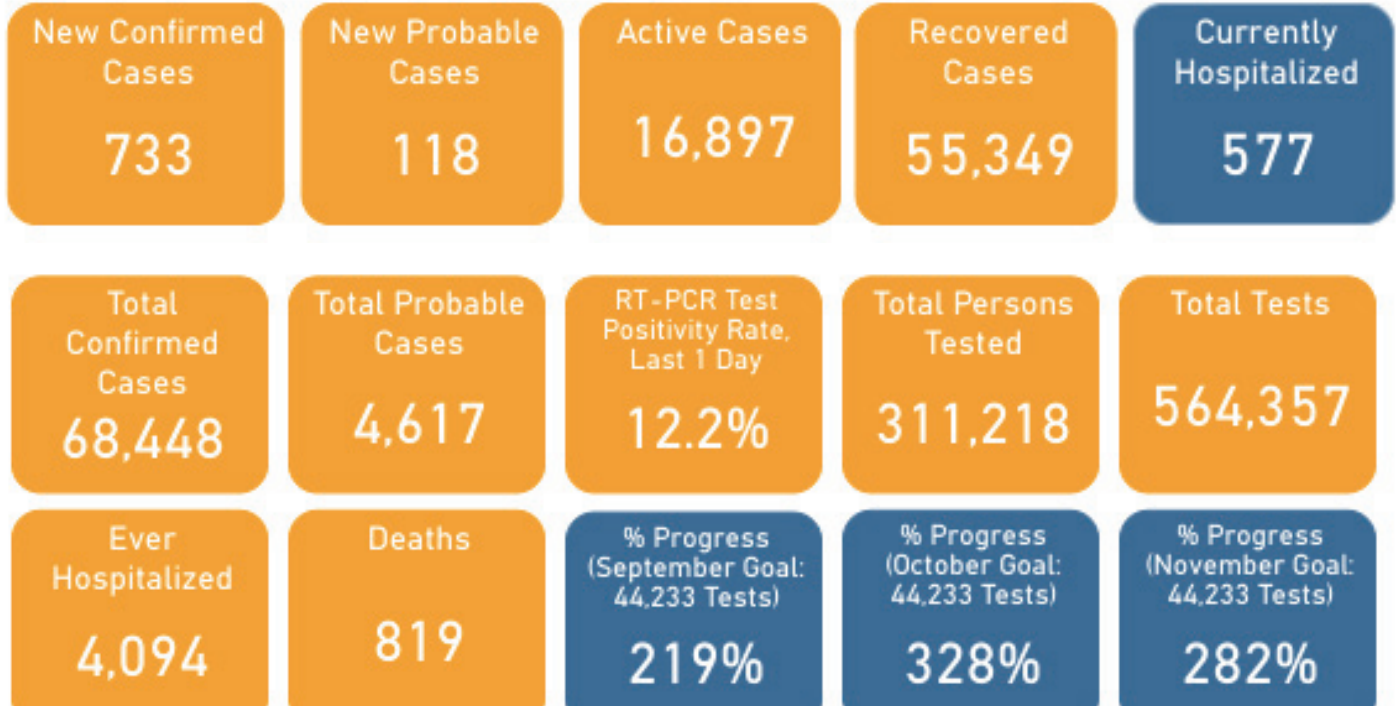 New Confirmed
Cases
733
New Probable
Cases
118
Active Cases
16,897
Recovered
Cases
55,349
Currently
Hospitalized
577
Total
Confirmed
Cases
68,448
Total Probable
Cases
4,617
RT-PCR Test
Positivity Rate,
Last 1 Day
12.2%
Total Persons
Tested
311,218
Total Tests
564,357
Ever
Hospitalized
4,094
Deaths
819
% Progress
(September Goal:
44,233 Tests)
219%
% Progress
(October Goal:
44,233 Tests)
328%
% Progress
(November Goal:
44,233 Tests)
282%